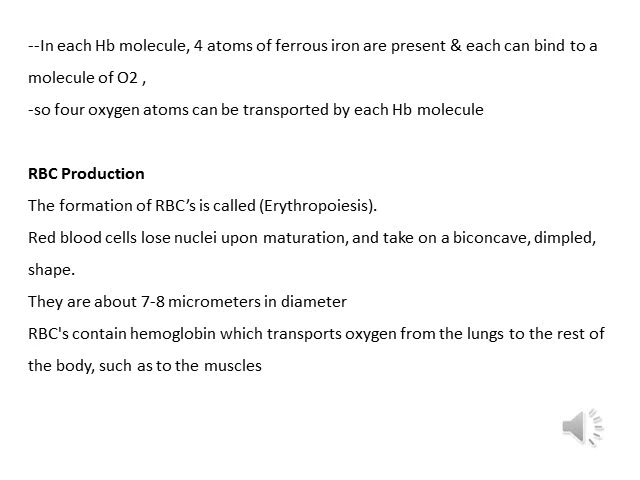 --In each Hb molecule, 4 atoms of ferrous iron are present & each can bind to a
molecule of O2 ,
-so four oxygen atoms can be transported by each Hb molecule
RBC Production
The formation of RBC’s is called (Erythropoiesis).
Red blood cells lose nuclei upon maturation, and take on a biconcave, dimpled,
shape.
They are about 7-8 micrometers in diameter
RBC's contain hemoglobin which transports oxygen from the lungs to the rest of
the body, such as to the muscles